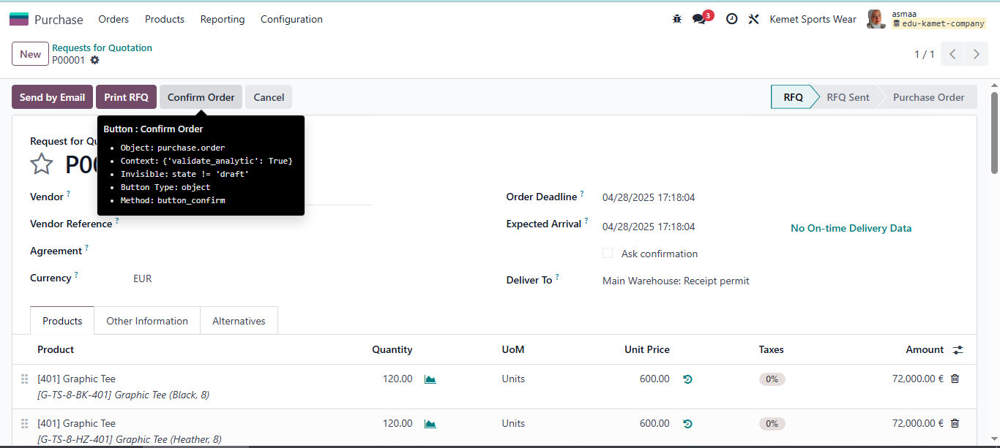 Purchase Orders Products Reporting Configuration 3 Kemet Sports Wear asmaa
edu-kamet-company
New Requests for Quotation
P00001 1 / 1
Send by Email Print RFQ Confirm Order Cancel RFQ RFQ Sent Purchase Order
Button : Confirm Order
Request for Qu
• Object: purchase.order
• Context: {'validate_analytic': True}
• Invisible: state != 'draft'
• Button Type: object
• Method: button_confirm
Vendor ? Order Deadline ? 04/28/2025 17:18:04
Vendor Reference ? Expected Arrival ? 04/28/2025 17:18:04 No On-time Delivery Data
Agreement ? Ask confirmation
Currency ? EUR Deliver To ? Main Warehouse: Receipt permit
Products Other Information Alternatives
Product Quantity UoM Unit Price Taxes Amount
[401] Graphic Tee 120.00 Units 600.00 0% 72,000.00 €
[G-TS-8-BK-401] Graphic Tee (Black, 8)
[401] Graphic Tee 120.00 Units 600.00 0% 72,000.00 €
[G-TS-8-HZ-401] Graphic Tee (Heather, 8)